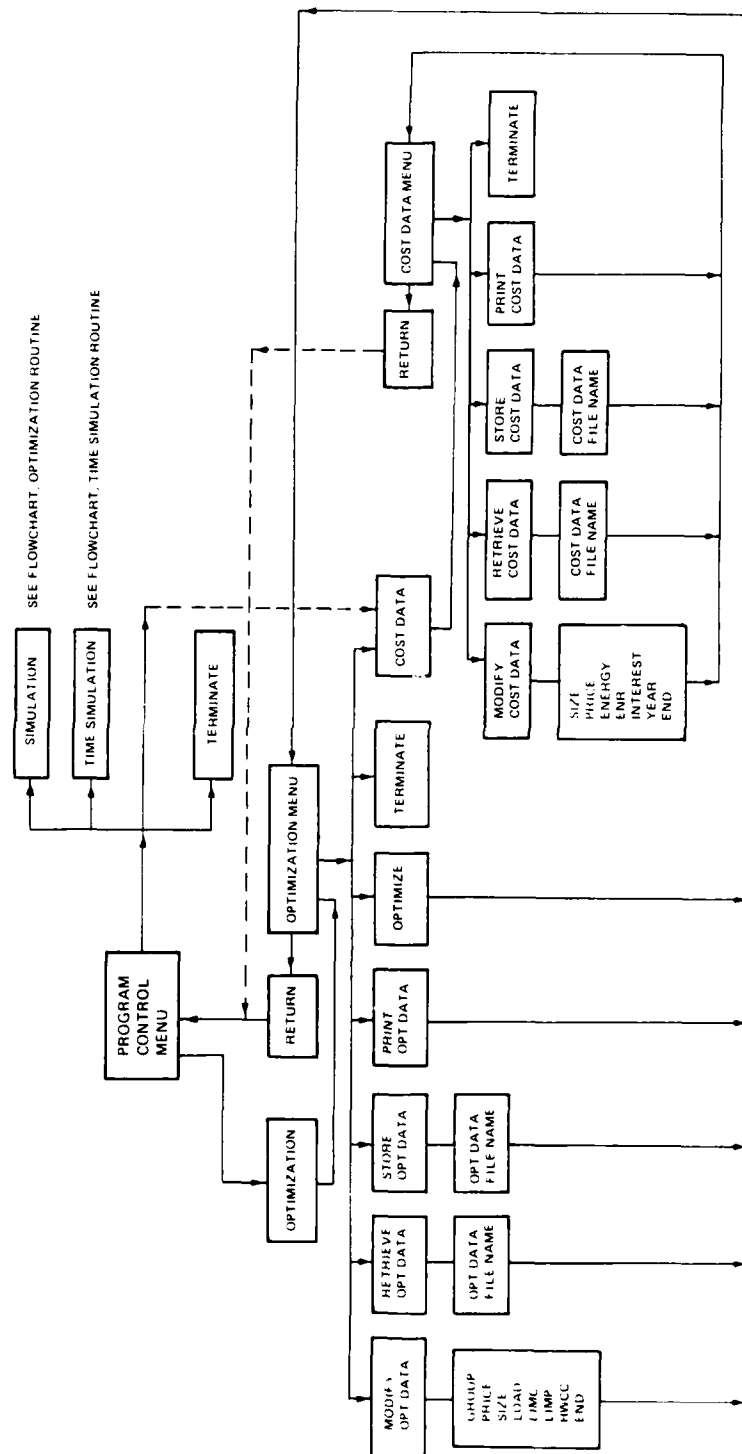 SIMULATION
SEE FLOWCHART, OPTIMIZATION ROUTINE
TIME SIMULATION
SEE FLOWCHART, TIME SIMULATION ROUTINE
TERMINATE
PROGRAM
CONTROL
MENU
OPTIMIZATION
RETURN
OPTIMIZATION MENU
RETURN
COST DATA MENU
MODIFY
OPT DATA
RETRIEVE
OPT DATA
STORE
OPT DATA
PRINT
OPT DATA
OPTIMIZE
TERMINATE
COST DATA
GROUP
PRICE
SIZE
LOAD
HWCC
END
OPT DATA
FILE NAME
OPT DATA
FILE NAME
MODIFY
COST DATA
RETRIEVE
COST DATA
STORE
COST DATA
PRINT
COST DATA
TERMINATE
SIZE
PRICE
ENERGY
ENR
INTEREST
YEAR
END
COST DATA
FILE NAME
COST DATA
FILE NAME